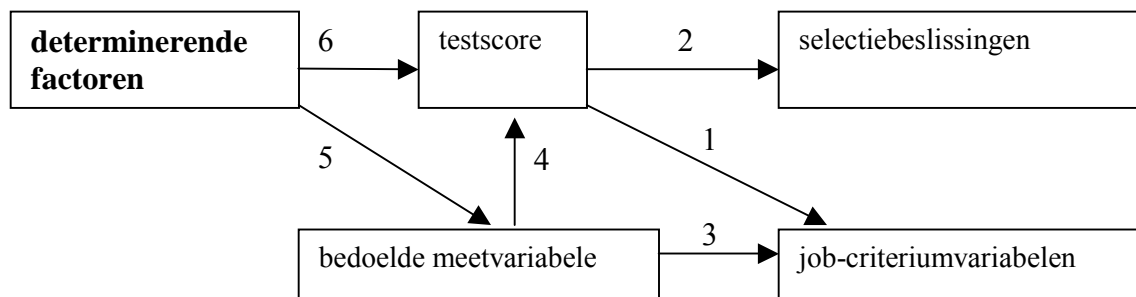 determinerende
factoren
6
testscore
2
selectiebeslissingen
5
4
1
bedoelde meetvariabele
3
job-criteriumvariabelen